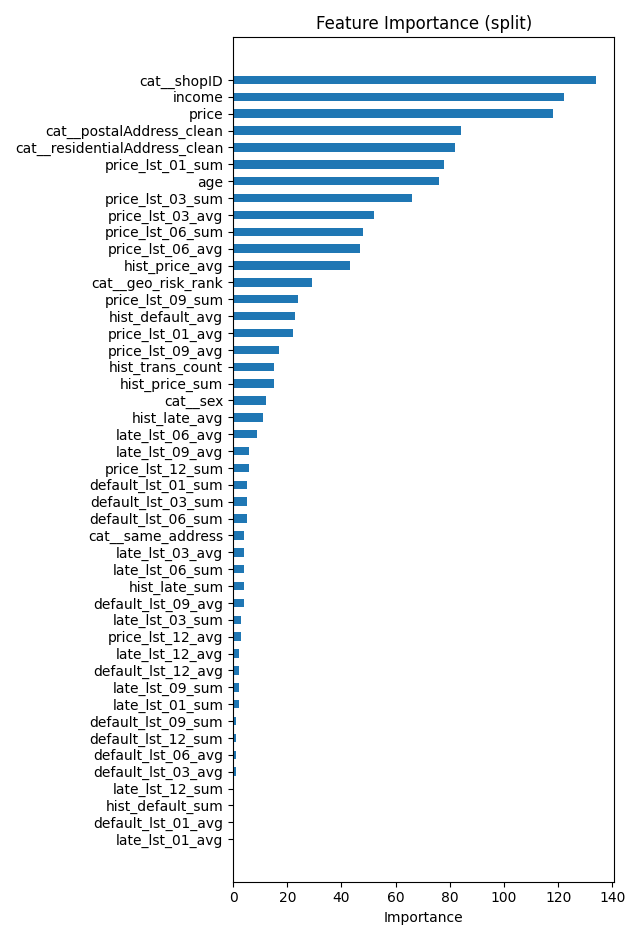 Feature Importance (split)
cat__shopID
income
price
cat__postalAddress_clean
cat__residentialAddress_clean
price_lst_01_sum
age
price_lst_03_sum
price_lst_03_avg
price_lst_06_sum
price_lst_06_avg
hist_price_avg
cat__geo_risk_rank
price_lst_09_sum
hist_default_avg
price_lst_01_avg
price_lst_09_avg
hist_trans_count
hist_price_sum
cat__sex
hist_late_avg
late_lst_06_avg
late_lst_09_avg
price_lst_12_sum
default_lst_01_sum
default_lst_03_sum
default_lst_06_sum
cat__same_address
late_lst_03_avg
late_lst_06_sum
hist_late_sum
default_lst_09_avg
late_lst_03_sum
price_lst_12_avg
late_lst_12_avg
default_lst_12_avg
late_lst_09_sum
late_lst_01_sum
default_lst_09_sum
default_lst_12_sum
default_lst_06_avg
default_lst_03_avg
late_lst_12_sum
hist_default_sum
default_lst_01_avg
late_lst_01_avg
0 20 40 60 80 100 120 140
Importance